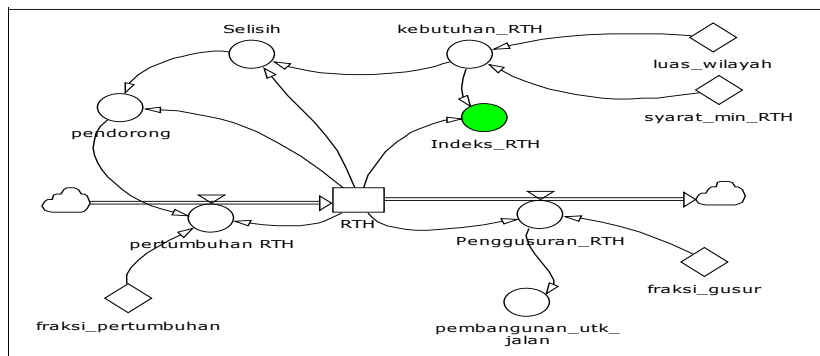 Selisih
kebutuhan_RTH
luas_wilayah
syarat_min_RTH
pendorong
Indeks_RTH
pertumbuhan RTH
RTH
Penggusuran_RTH
fraksi_pertumbuhan
fraksi_gusur
pembangunan_utk_
jalan